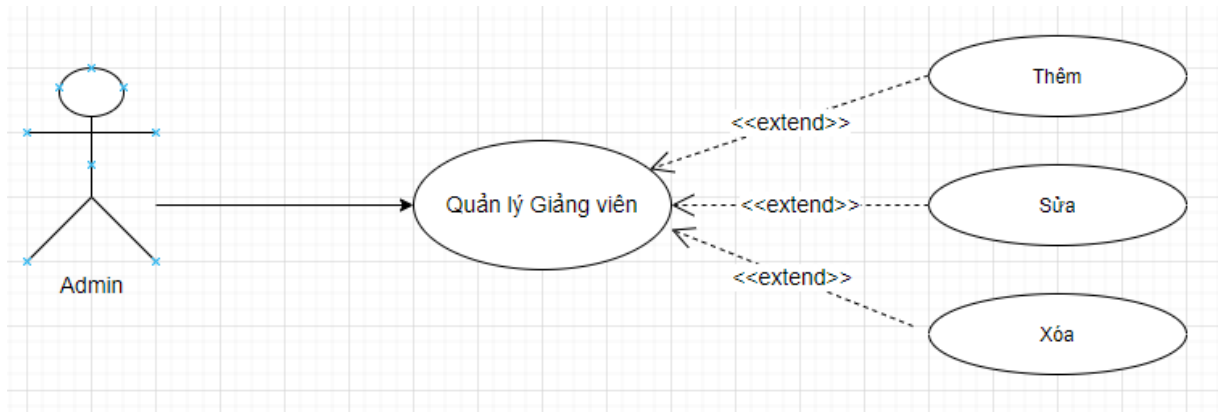 Thêm
<<extend>>
Quản lý Giảng viên
<<extend>>
Sửa
<<extend>>
Admin
Xóa